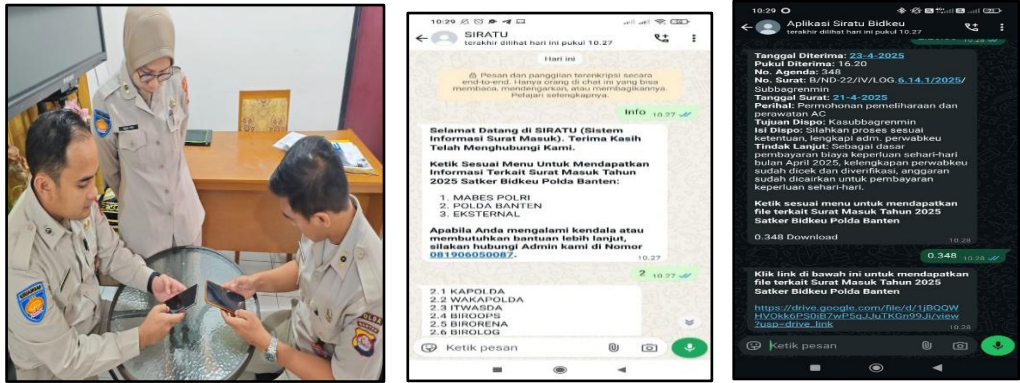 10:29
SIRATU
terakhir dilihat hari ini pukul 10.27
Hari ini
Pesan dan panggilan terenkripsi secara
end-to-end. Hanya orang di chat ini yang bisa
membaca, mendengarkan, atau membagikannya.
Pelajari selengkapnya.
Info 10.27
Selamat Datang di SIRATU (Sistem
Informasi Surat Masuk). Terima Kasih
Telah Menghubungi Kami.
Ketik Sesuai Menu Untuk Mendapatkan
Informasi Terkait Surat Masuk Tahun
2025 Satker Bidkeu Polda Banten:
1. MABES POLRI
2. POLDA BANTEN
3. EKSTERNAL
Apabila Anda mengalami kendala atau
membutuhkan bantuan lebih lanjut,
silakan hubungi Admin kami di Nomor
081906050087.
10.27
2 10.27
2.1 KAPOLDA
2.2 WAKAPOLDA
2.3 ITWASDA
2.4 BIROOPS
2.5 BIRORENA
2.6 BIROLOG
Ketik pesan
10:29
Aplikasi Siratu Bidkeu
terakhir dilihat hari ini pukul 10.27
Tanggal Diterima: 23-4-2025
Pukul Diterima: 16.20
No. Agenda: 348
No. Surat: B/ND-22/IV/LOG.6.14.1/2025/
Subbagrenmin
Tanggal Surat: 21-4-2025
Perihal: Permohonan pemeliharaan dan
perawatan AC
Tujuan Dispo: Kasubbagrenmin
Isi Dispo: Silahkan proses sesuai
ketentuan, lengkapi adm. perwabkeu
Tindak Lanjut: Sebagai dasar
pembayaran biaya keperluan sehari-hari
bulan April 2025, kelengkapan perwabkeu
sudah dicek dan diverifikasi, anggaran
sudah dicairkan untuk pembayaran
keperluan sehari-hari.
Ketik sesuai menu untuk mendapatkan
file terkait Surat Masuk Tahun 2025
Satker Bidkeu Polda Banten
0.348 Download
10.28
0.348 10.28
Klik link di bawah ini untuk mendapatkan
file terkait Surat Masuk Tahun 2025
Satker Bidkeu Polda Banten
https://drive.google.com/file/d/1jBQQW
?usp=drive_link
10.28
Ketik pesan